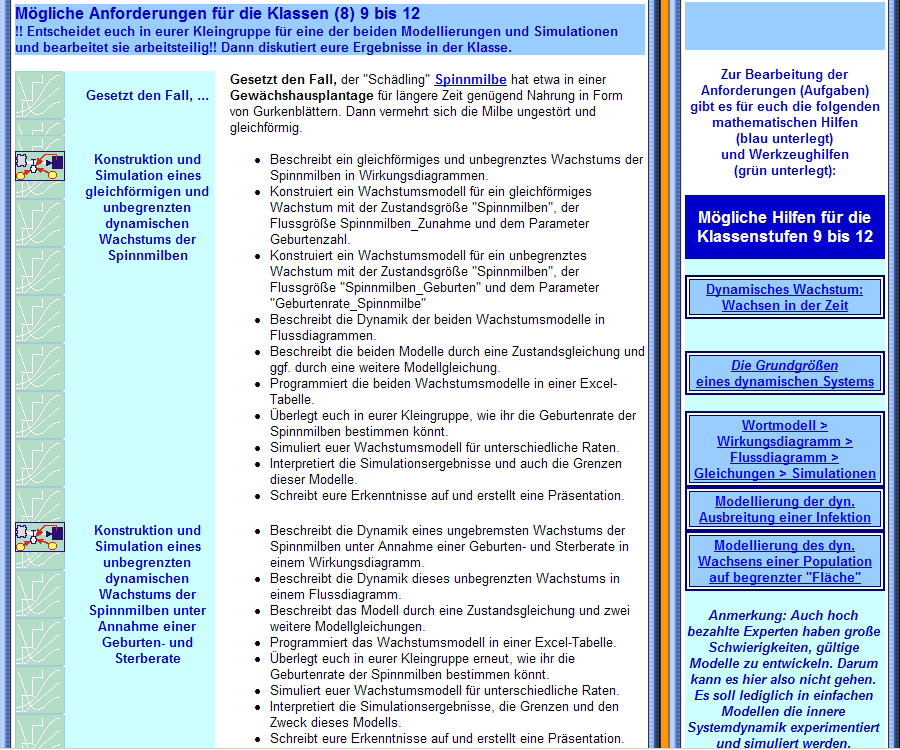 Mögliche Anforderungen für die Klassen (8) 9 bis 12
!! Entscheidet euch in eurer Kleingruppe für eine der beiden Modellierungen und Simulationen
und bearbeitet sie arbeitsteilig!! Dann diskutiert eure Ergebnisse in der Klasse.
Gesetzt den Fall, ...
Gesetzt den Fall, der "Schädling" Spinnmilbe hat etwa in einer
Gewächshausplantage für längere Zeit genügend Nahrung in Form
von Gurkenblättern. Dann vermehrt sich die Milbe ungestört und
gleichförmig.
Konstruktion und
Simulation eines
gleichförmigen und
unbegrenzten
dynamischen
Wachstums der
Spinnmilben
• Beschreibt ein gleichförmiges und unbegrenztes Wachstums der
Spinnmilben in Wirkungsdiagrammen.
• Konstruiert ein Wachstumsmodell für ein gleichförmiges
Wachstum mit der Zustandsgröße "Spinnmilben", der
Flussgröße Spinnmilben_Zunahme und dem Parameter
Geburtenzahl.
• Konstruiert ein Wachstumsmodell für ein unbegrenztes
Wachstum mit der Zustandsgröße "Spinnmilben", der
Flussgröße "Spinnmilben_Geburten" und dem Parameter
"Geburtenrate_Spinnmilbe"
• Beschreibt die Dynamik der beiden Wachstumsmodelle in
Flussdiagrammen.
• Beschreibt die beiden Modelle durch eine Zustandsgleichung und
ggf. durch eine weitere Modellgleichung.
• Programmiert die beiden Wachstumsmodelle in einer Excel-
Tabelle.
• Überlegt euch in eurer Kleingruppe, wie ihr die Geburtenrate der
Spinnmilben bestimmen könnt.
• Simuliert euer Wachstumsmodell für unterschiedliche Raten.
• Interpretiert die Simulationsergebnisse und auch die Grenzen
dieser Modelle.
• Schreibt eure Erkenntnisse auf und erstellt eine Präsentation.
Konstruktion und
Simulation eines
unbegrenzten
dynamischen
Wachstums der
Spinnmilben unter
Annahme einer
Geburten- und
Sterberate
• Beschreibt die Dynamik eines ungebremsten Wachstums der
Spinnmilben unter Annahme einer Geburten- und Sterberate in
einem Wirkungsdiagramm.
• Beschreibt die Dynamik dieses unbegrenzten Wachstums in
einem Flussdiagramm.
• Beschreibt das Modell durch eine Zustandsgleichung und zwei
weitere Modellgleichungen.
• Programmiert das Wachstumsmodell in einer Excel-Tabelle.
• Überlegt euch in eurer Kleingruppe erneut, wie ihr die
Geburtenrate der Spinnmilben bestimmen könnt.
• Simuliert euer Wachstumsmodell für unterschiedliche Raten.
• Interpretiert die Simulationsergebnisse, die Grenzen und den
Zweck dieses Modells.
• Schreibt eure Erkenntnisse auf und erstellt eine Präsentation.
Zur Bearbeitung der
Anforderungen (Aufgaben)
gibt es für euch die folgenden
mathematischen Hilfen
(blau unterlegt)
und Werkzeughilfen
(grün unterlegt):
Mögliche Hilfen für die
Klassenstufen 9 bis 12
Dynamisches Wachstum:
Wachsen in der Zeit
Die Grundgrößen
eines dynamischen Systems
Wortmodell >
Wirkungsdiagramm >
Flussdiagramm >
Gleichungen > Simulationen
Modellierung der dyn.
Ausbreitung einer Infektion
Modellierung des dyn.
Wachsens einer Population
auf begrenzter "Fläche"
Anmerkung: Auch hoch
bezahlte Experten haben große
Schwierigkeiten, gültige
Modelle zu entwickeln. Darum
kann es hier also nicht gehen.
Es soll lediglich in einfachen
Modellen die innere
Systemdynamik experimentiert
und simuliert werden.